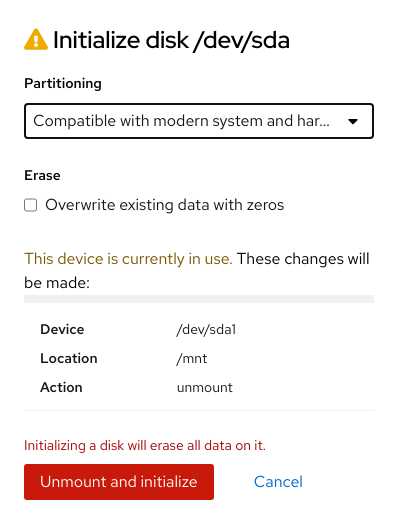 Initialize disk /dev/sda
Partitioning
Compatible with modern system and har...
Erase
Overwrite existing data with zeros
This device is currently in use. These changes will
be made:
Device /dev/sda1
Location /mnt
Action unmount
Initializing a disk will erase all data on it.
Unmount and initialize Cancel